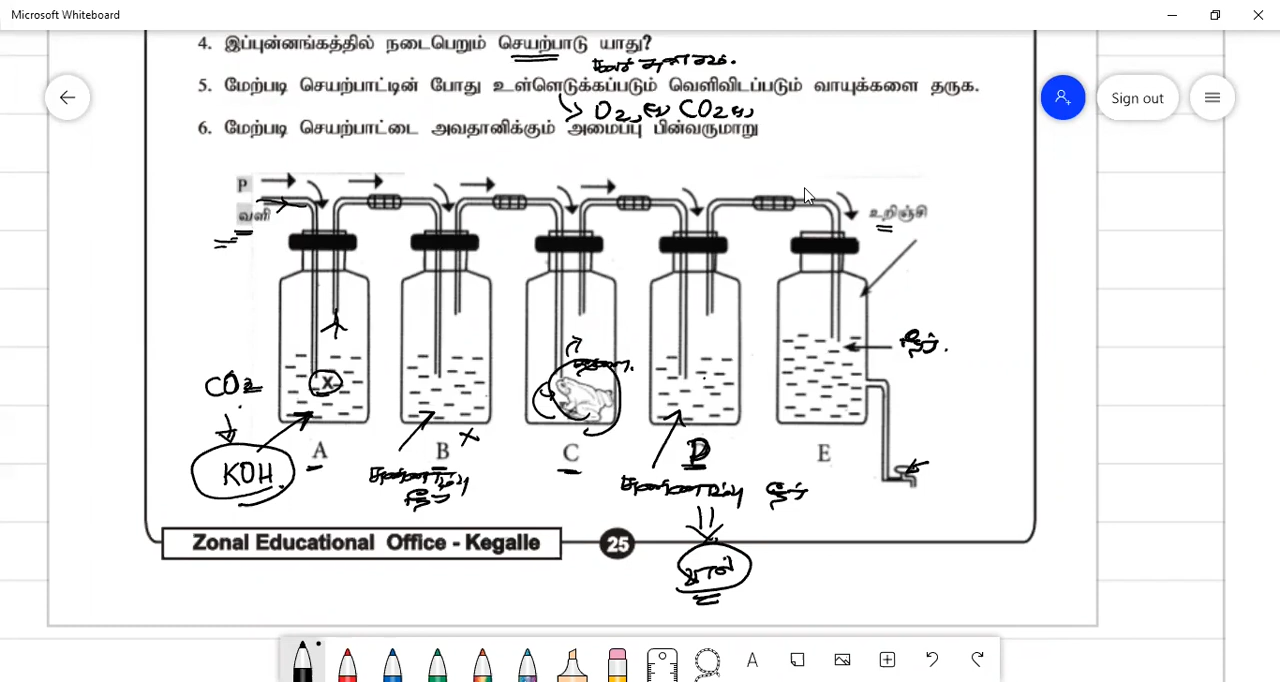 Microsoft Whiteboard
4. இப்புன்னங்கத்தில் நடைபெறும் செயற்பாடு யாது?
5. மேற்படி செயற்பாட்டின் போது உள்ளெடுக்கப்படும் வெளிவிடப்படும் வாயுக்களை தருக.
O2, CO2
6. மேற்படி செயற்பாட்டை அவதானிக்கும் அமைப்பு பின்வருமாறு
Sign out
P
வளி
உறிஞ்சி
நீர்.
CO2
X
KOH
A
B
C
D
E
சுண்ணாம்பு நீர்
சுண்ணாம்பு நீர்
பால்
Zonal Educational Office - Kegalle
25
A